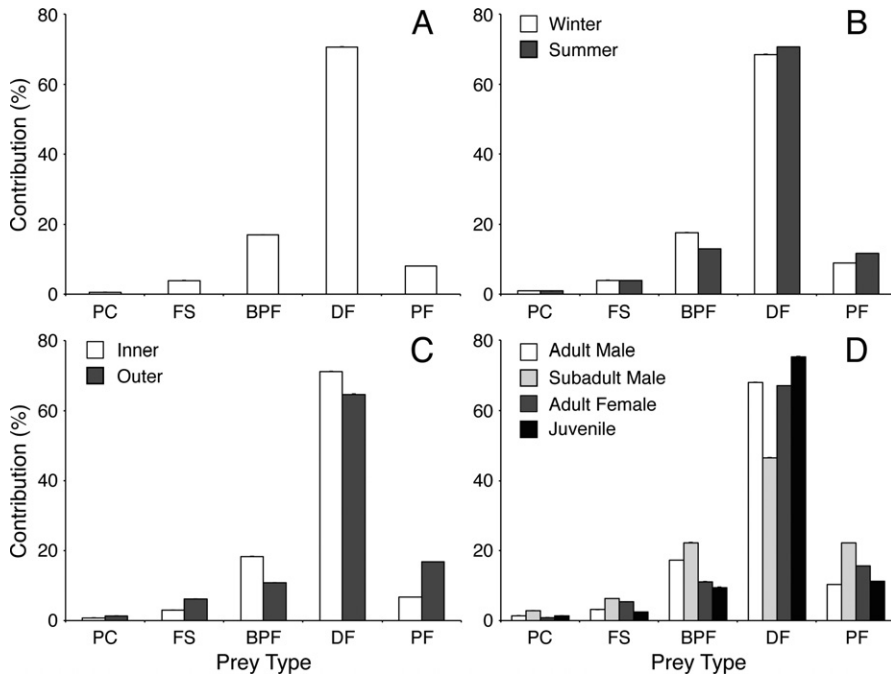 A
Contribution (%)
80
60
40
20
0
PC FS BPF DF PF
B
Winter
Summer
80
60
40
20
0
PC FS BPF DF PF
C
Inner
Outer
Contribution (%)
80
60
40
20
0
PC FS BPF DF PF
Prey Type
D
Adult Male
Subadult Male
Adult Female
Juvenile
80
60
40
20
0
PC FS BPF DF PF
Prey Type